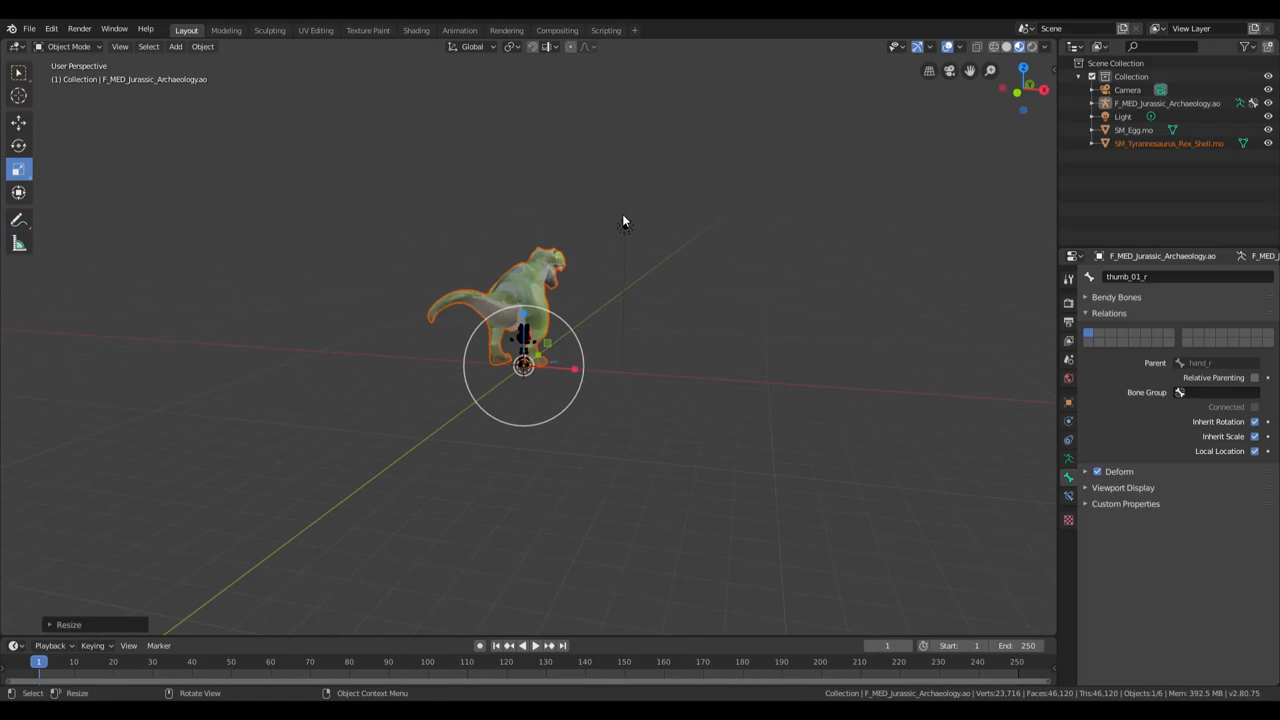 File Edit Render Window Help Layout Modeling Sculpting UV Editing Texture Paint Shading Animation Rendering Compositing Scripting + Scene View Layer
Object Mode View Select Add Object Global
User Perspective
(1) Collection | F_MED_Jurassic_Archaeology.ao
Z
Y
X
Resize
Scene Collection
Collection
Camera
F_MED_Jurassic_Archaeology.ao
Light
SM_Egg.mo
SM_Tyrannosaurus_Rex_Shell.mo
F_MED_Jurassic_Archaeology.ao F_MED_J
thumb_01_r
Bendy Bones
Relations
Parent hand_r
Relative Parenting
Bone Group
Connected
Inherit Rotation
Inherit Scale
Local Location
Deform
Viewport Display
Custom Properties
Playback Keying View Marker 1 Start: 1 End: 250
1 10 20 30 40 50 60 70 80 90 100 110 120 130 140 150 160 170 180 190 200 210 220 230 240 250
Select Resize Rotate View Object Context Menu Collection | F_MED_Jurassic_Archaeology.ao | Verts:23,716 | Faces:46,120 | Tris:46,120 | Objects:1/6 | Mem: 392.5 MB | v2.80.75